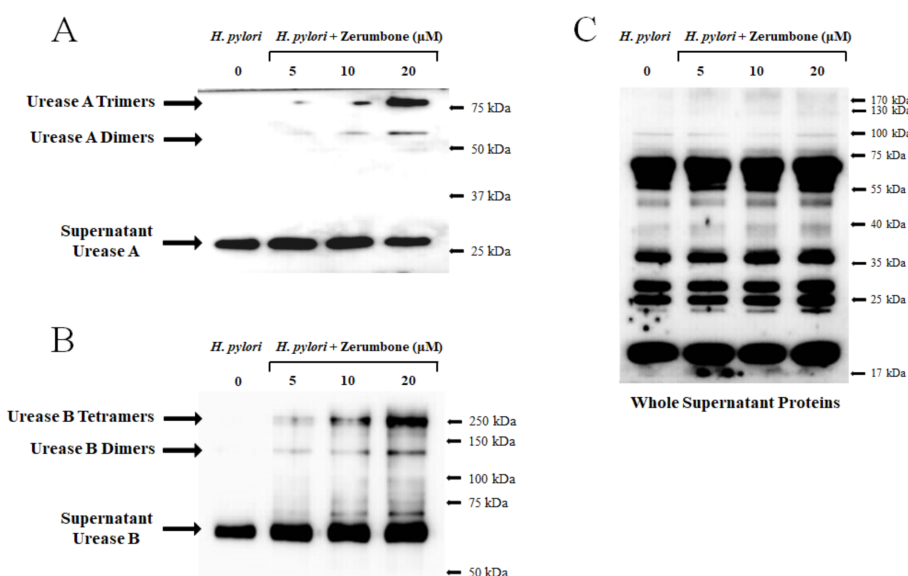 A
H. pylori
H. pylori + Zerumbone (μM)
0
5
10
20
Urease A Trimers
Urease A Dimers
Supernatant
Urease A
75 kDa
50 kDa
37 kDa
25 kDa
B
H. pylori
H. pylori + Zerumbone (μM)
0
5
10
20
Urease B Tetramers
Urease B Dimers
Supernatant
Urease B
250 kDa
150 kDa
100 kDa
75 kDa
50 kDa
C
H. pylori
H. pylori + Zerumbone (μM)
0
5
10
20
170 kDa
130 kDa
100 kDa
75 kDa
55 kDa
40 kDa
35 kDa
25 kDa
17 kDa
Whole Supernatant Proteins